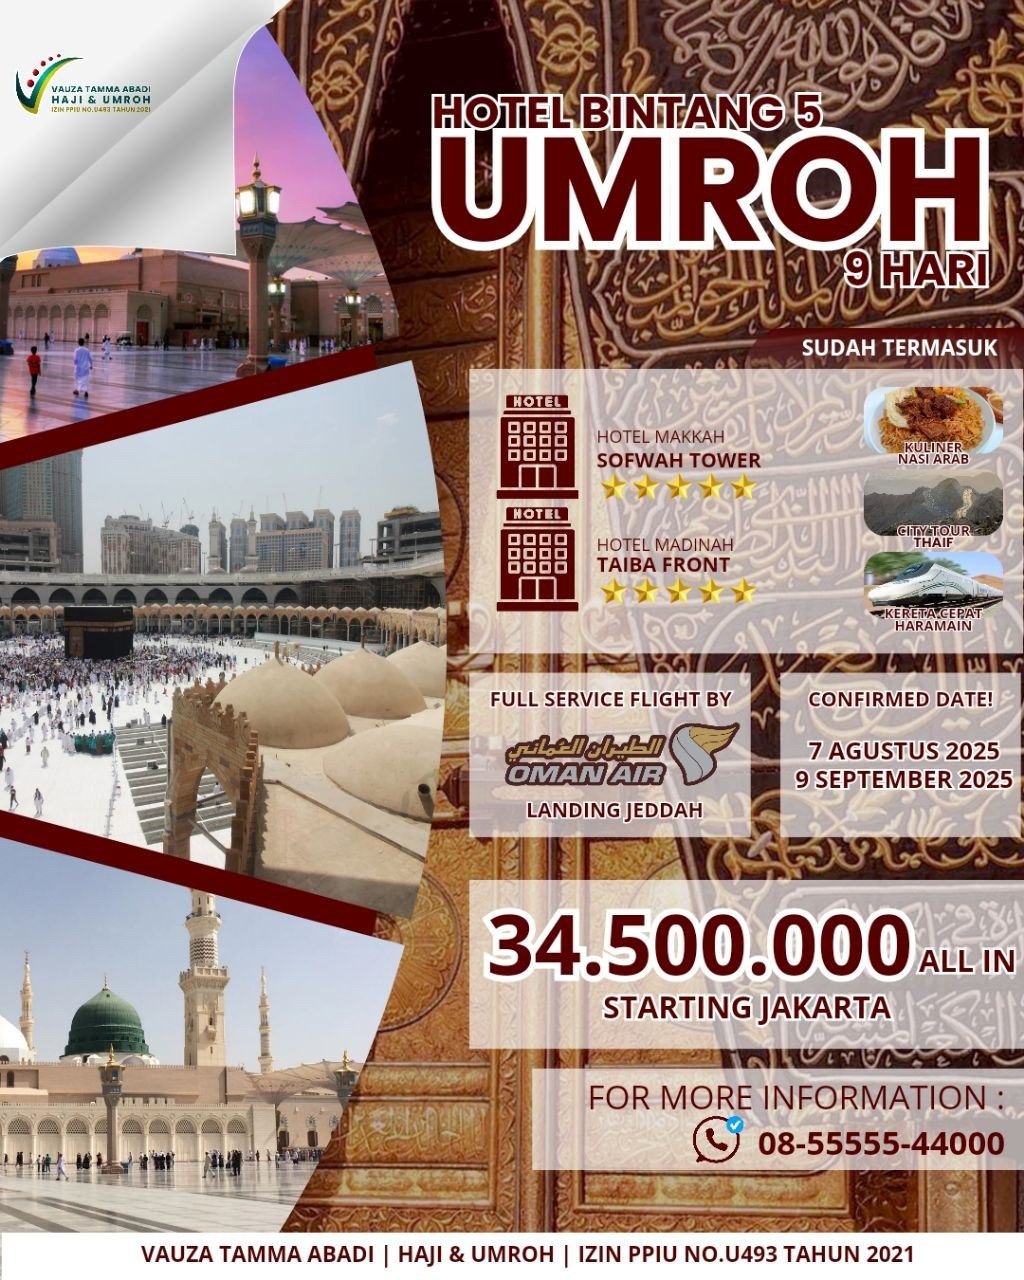 VAUZA TAMMA ABADI
HAJI & UMROH
IZIN PPIU NO.U493 TAHUN 2021
HOTEL BINTANG 5
UMROH
9 HARI
SUDAH TERMASUK
HOTEL
HOTEL MAKKAH
SOFWAH TOWER
HOTEL
HOTEL MADINAH
TAIBA FRONT
KULINER
NASI ARAB
CITY TOUR
THAIF
KERETA CEPAT
HARAMAIN
FULL SERVICE FLIGHT BY
الطيران العماني
OMAN AIR
LANDING JEDDAH
CONFIRMED DATE!
7 AGUSTUS 2025
9 SEPTEMBER 2025
34.500.000 ALL IN
STARTING JAKARTA
FOR MORE INFORMATION :
08-55555-44000
VAUZA TAMMA ABADI | HAJI & UMROH | IZIN PPIU NO.U493 TAHUN 2021